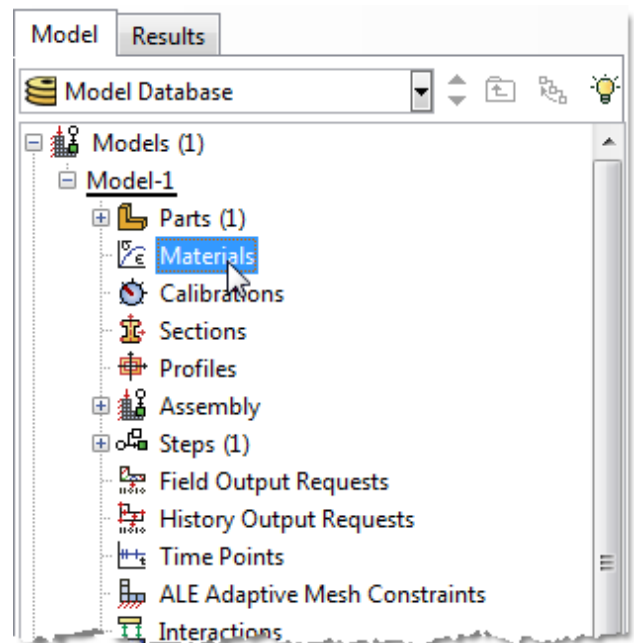 Model Results
Model Database
Models (1)
Model-1
Parts (1)
Materials
Calibrations
Sections
Profiles
Assembly
Steps (1)
Field Output Requests
History Output Requests
Time Points
ALE Adaptive Mesh Constraints
Interactions